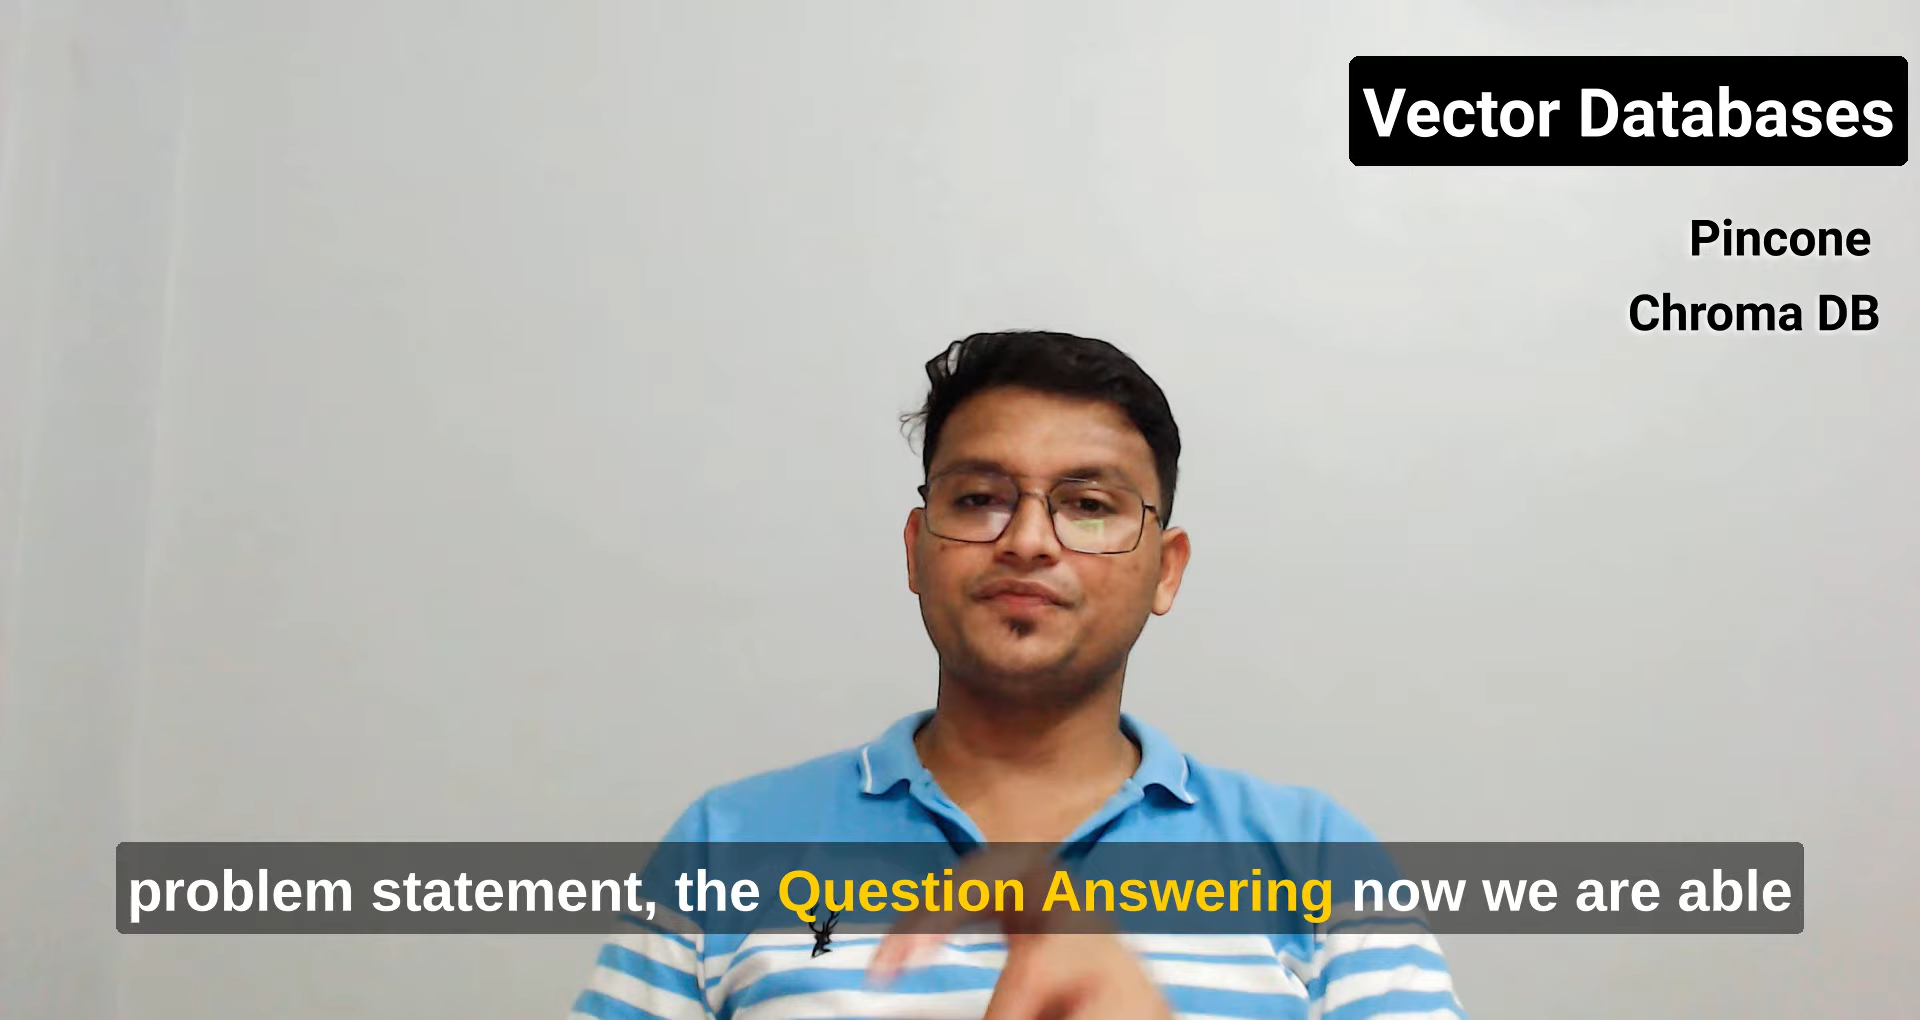 Vector Databases
Pincone
Chroma DB
problem statement, the Question Answering now we are able